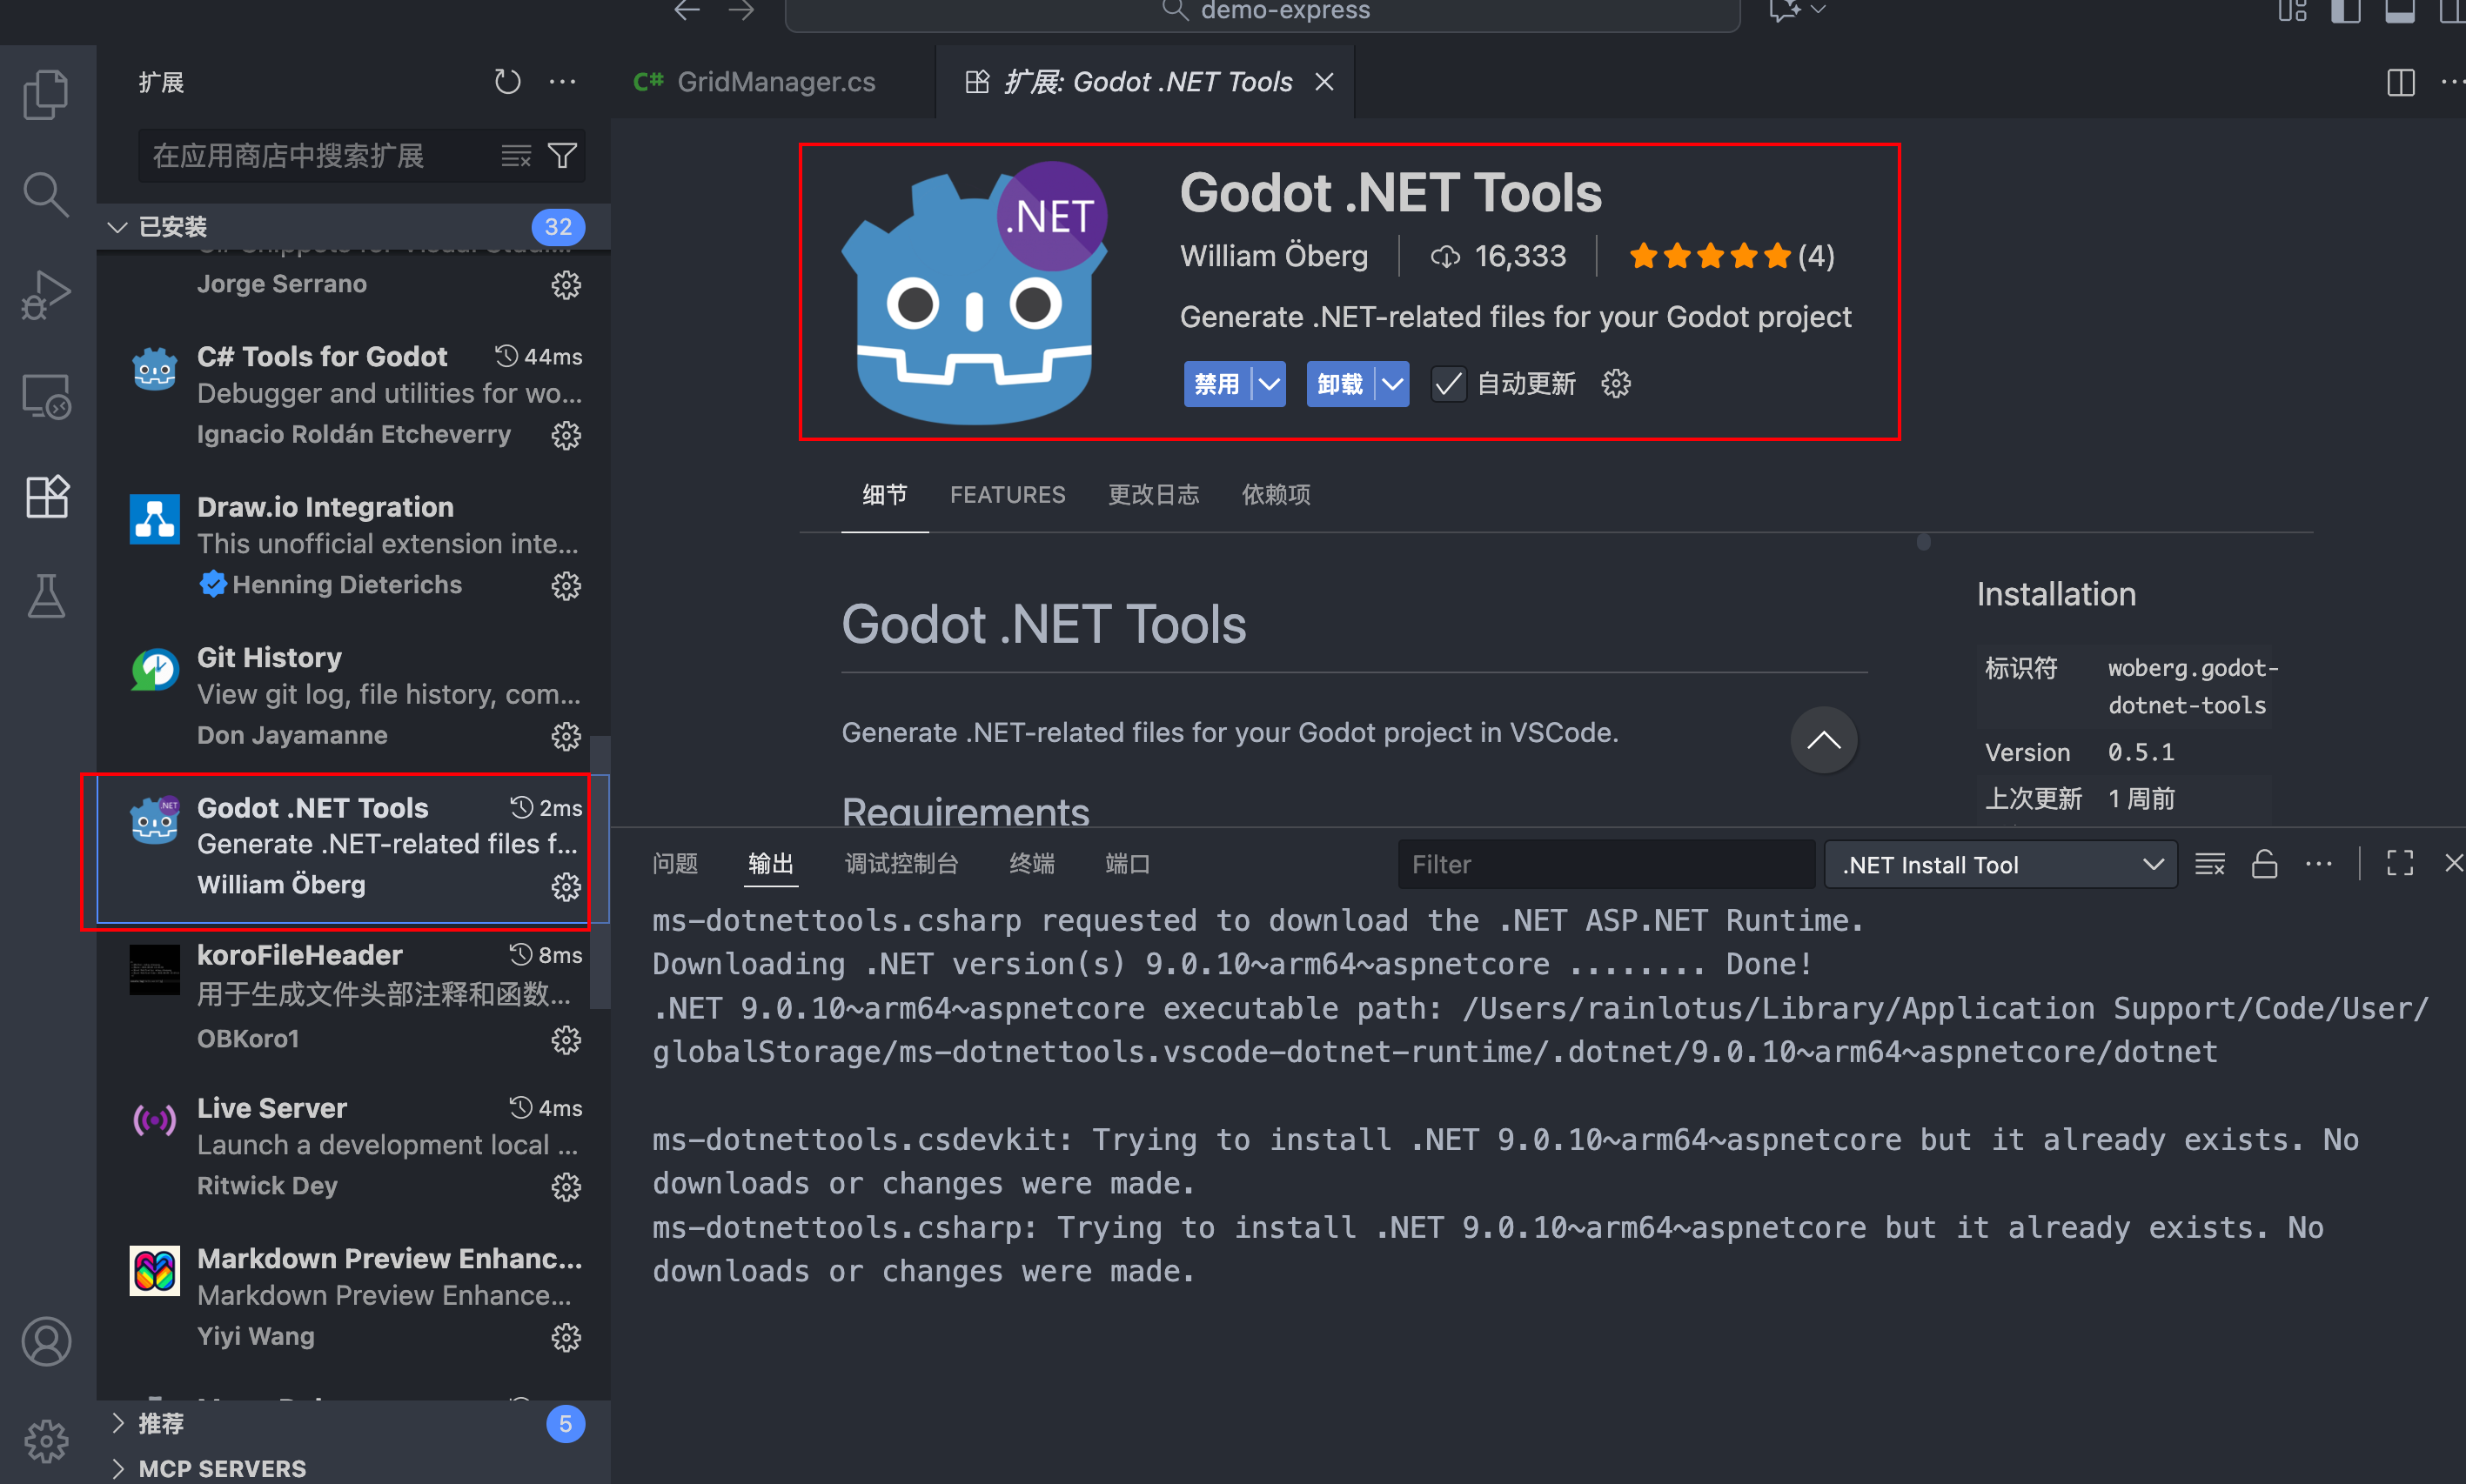 demo-express
扩展
C# GridManager.cs
扩展: Godot .NET Tools
在应用商店中搜索扩展
已安装
32
Jorge Serrano
C# Tools for Godot
44ms
Debugger and utilities for wo...
Ignacio Roldán Etcheverry
Draw.io Integration
This unofficial extension inte...
Henning Dieterichs
Git History
View git log, file history, com...
Don Jayamanne
Godot .NET Tools
2ms
Generate .NET-related files f...
William Öberg
koroFileHeader
8ms
用于生成文件头部注释和函数...
OBKoro1
Live Server
4ms
Launch a development local ...
Ritwick Dey
Markdown Preview Enhanc...
Markdown Preview Enhance...
Yiyi Wang
推荐
5
MCP SERVERS
.NET
Godot .NET Tools
William Öberg
16,333
(4)
Generate .NET-related files for your Godot project
禁用
卸载
自动更新
细节
FEATURES
更改日志
依赖项
Godot .NET Tools
Generate .NET-related files for your Godot project in VSCode.
Requirements
Installation
标识符 woberg.godot-
dotnet-tools
Version 0.5.1
上次更新 1 周前
问题
输出
调试控制台
终端
端口
Filter
.NET Install Tool
ms-dotnettools.csharp requested to download the .NET ASP.NET Runtime.
Downloading .NET version(s) 9.0.10~arm64~aspnetcore ........ Done!
.NET 9.0.10~arm64~aspnetcore executable path: /Users/rainlotus/Library/Application Support/Code/User/
globalStorage/ms-dotnettools.vscode-dotnet-runtime/.dotnet/9.0.10~arm64~aspnetcore/dotnet
ms-dotnettools.csdevkit: Trying to install .NET 9.0.10~arm64~aspnetcore but it already exists. No
downloads or changes were made.
ms-dotnettools.csharp: Trying to install .NET 9.0.10~arm64~aspnetcore but it already exists. No
downloads or changes were made.